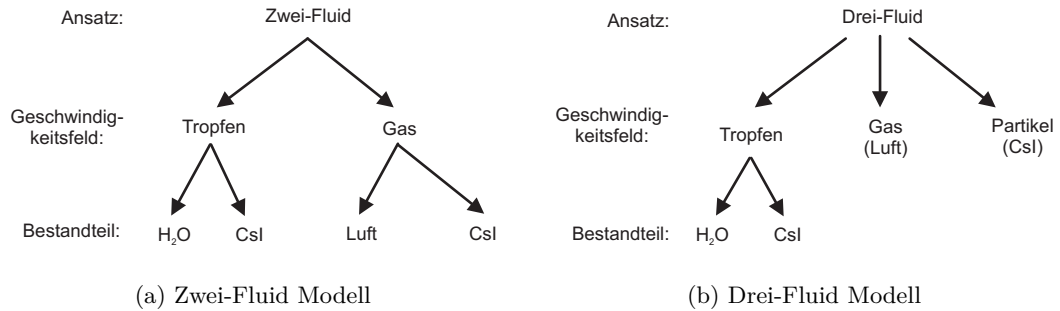 Ansatz: Zwei-Fluid
Geschwindig-
keitsfeld:
Tropfen Gas
Bestandteil: H₂O CsI Luft CsI
(a) Zwei-Fluid Modell
Ansatz: Drei-Fluid
Geschwindig-
keitsfeld:
Tropfen Gas
(Luft)
Partikel
(CsI)
Bestandteil: H₂O CsI
(b) Drei-Fluid Modell